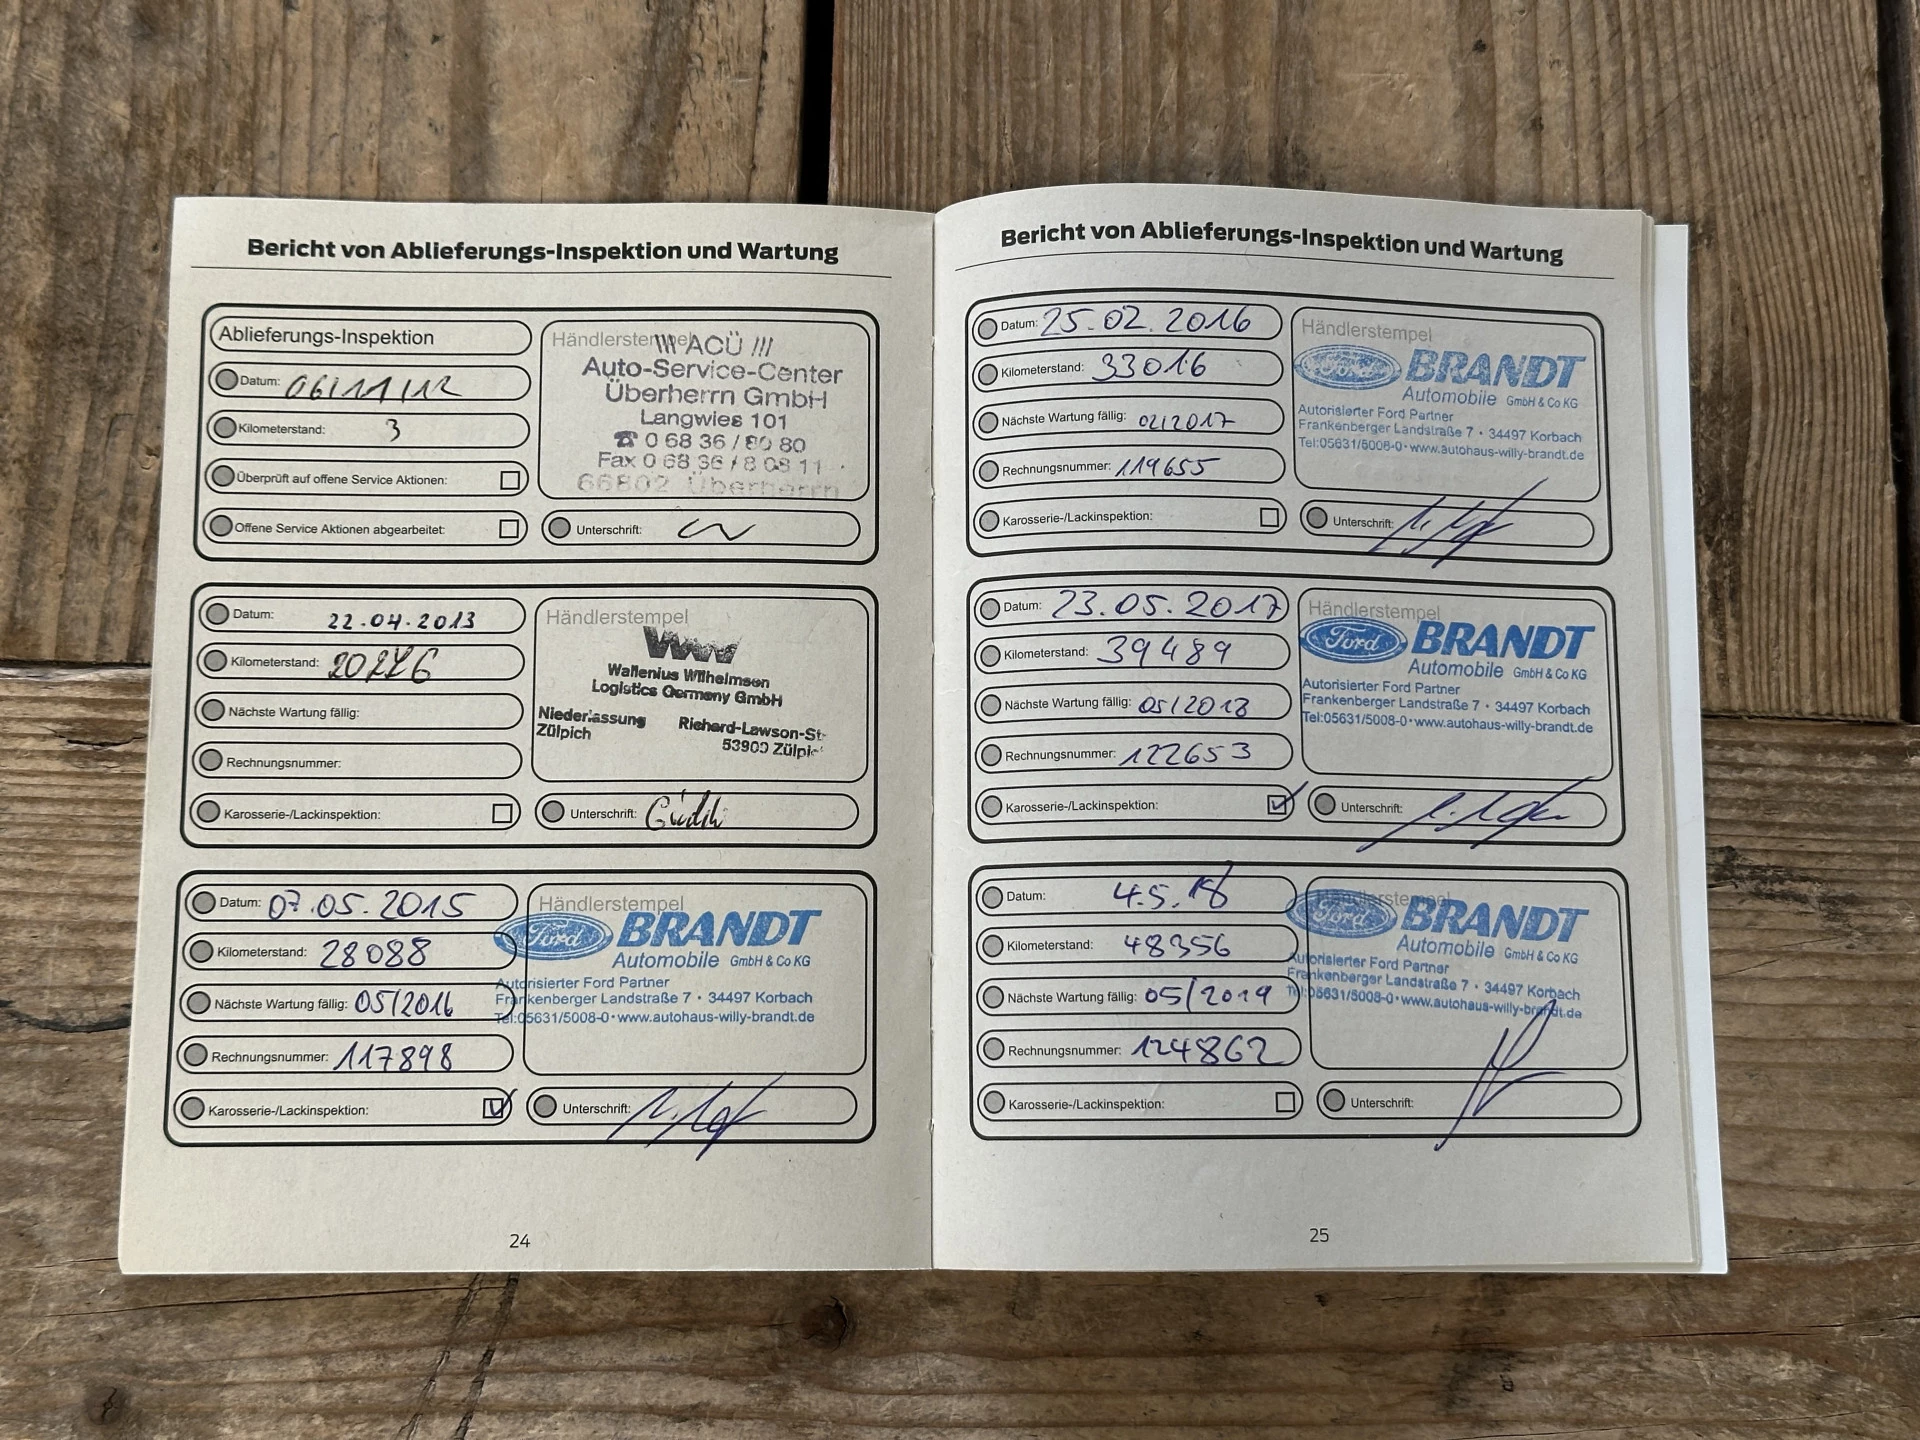 Bericht von Ablieferungs-Inspektion und Wartung
Ablieferungs-Inspektion
Datum: 06/11/12
Kilometerstand: 3
Überprüft auf offene Service Aktionen:
Offene Service Aktionen abgearbeitet:
Händlerstempel
\\\ ACÜ ///
Auto-Service-Center
Überherrn GmbH
Langwies 101
☎ 0 68 36 / 80 80
Fax 0 68 36 / 8 08 11
66802 Überherrn
Unterschrift:
Datum: 22.04.2013
Kilometerstand:
Nächste Wartung fällig:
Rechnungsnummer:
Karosserie-/Lackinspektion:
Händlerstempel
WW
Wallenius Wilhelmsen
Logistics Germany GmbH
Niederlassung Richard-Lawson-St
Zülpich 53909 Zülpi
Unterschrift:
Datum: 07.05.2015
Kilometerstand: 28088
Nächste Wartung fällig: 05/2016
Rechnungsnummer: 117898
Karosserie-/Lackinspektion:
Händlerstempel
Ford BRANDT
Automobile GmbH & Co KG
Autorisierter Ford Partner
Frankenberger Landstraße 7 • 34497 Korbach
Tel:05631/5008-0•www.autohaus-willy-brandt.de
Unterschrift:
24
Bericht von Ablieferungs-Inspektion und Wartung
Datum: 25.02.2016
Kilometerstand: 33016
Nächste Wartung fällig: 02/2017
Rechnungsnummer: 119655
Karosserie-/Lackinspektion:
Händlerstempel
Ford BRANDT
Automobile GmbH & Co KG
Autorisierter Ford Partner
Frankenberger Landstraße 7 • 34497 Korbach
Tel:05631/5008-0•www.autohaus-willy-brandt.de
Unterschrift:
Datum: 23.05.2017
Kilometerstand: 39489
Nächste Wartung fällig: 05/2018
Rechnungsnummer: 122653
Karosserie-/Lackinspektion:
Händlerstempel
Ford BRANDT
Automobile GmbH & Co KG
Autorisierter Ford Partner
Frankenberger Landstraße 7 • 34497 Korbach
Tel:05631/5008-0•www.autohaus-willy-brandt.de
Unterschrift:
Datum: 4.5.18
Kilometerstand: 48356
Nächste Wartung fällig: 05/2019
Rechnungsnummer: 124862
Karosserie-/Lackinspektion:
Händlerstempel
Ford BRANDT
Automobile GmbH & Co KG
Autorisierter Ford Partner
Frankenberger Landstraße 7 • 34497 Korbach
Tel:05631/5008-0•www.autohaus-willy-brandt.de
Unterschrift:
25